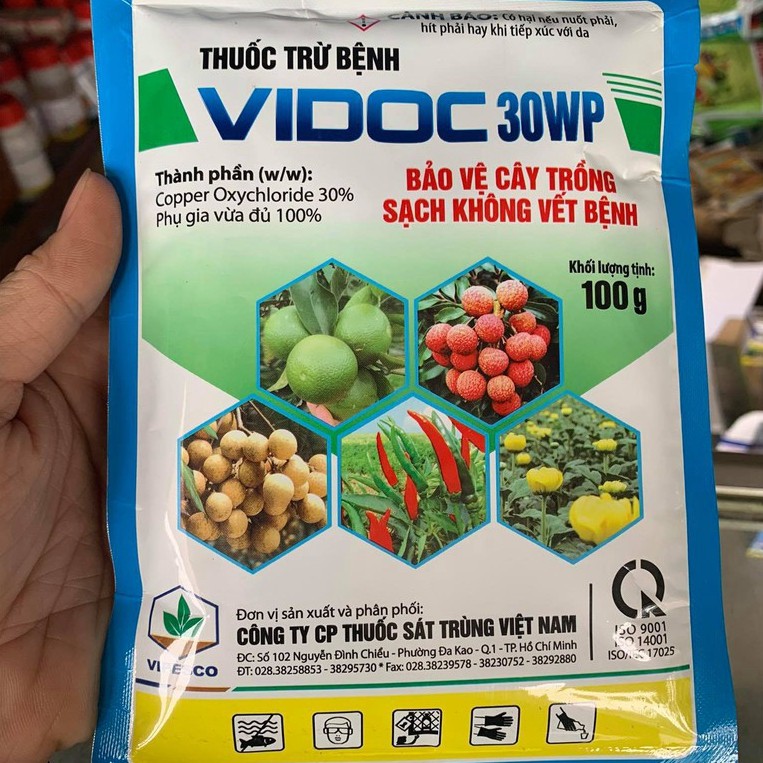 CẢNH BÁO: Có hại nếu nuốt phải,
hít phải hay khi tiếp xúc với da
THUỐC TRỪ BỆNH
VIDOC 30WP
Thành phần (w/w):
Copper Oxychloride 30%
Phụ gia vừa đủ 100%
BẢO VỆ CÂY TRỒNG
SẠCH KHÔNG VẾT BỆNH
Khối lượng tịnh:
100 g
VIPESCO
Đơn vị sản xuất và phân phối:
CÔNG TY CP THUỐC SÁT TRÙNG VIỆT NAM
ĐC: Số 102 Nguyễn Đình Chiểu - Phường Đa Kao - Q.1 - TP. Hồ Chí Minh
ĐT: 028.38258853 - 38295730 * Fax: 028.38239578 - 38230752 - 38292880
ISO 9001
ISO 14001
ISO/IEC 17025